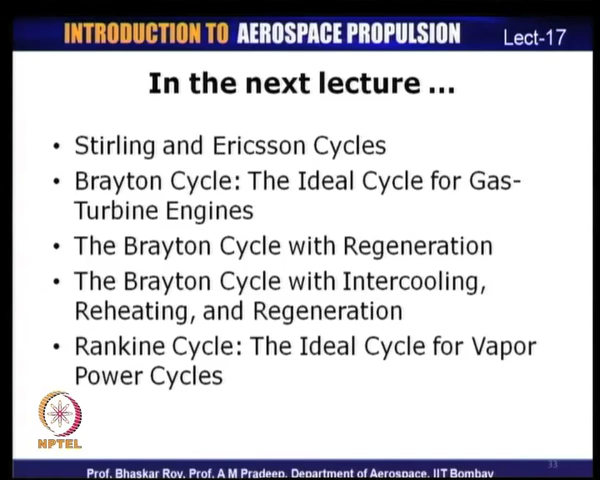 INTRODUCTION TO AEROSPACE PROPULSION
Lect-17
In the next lecture ...
• Stirling and Ericsson Cycles
• Brayton Cycle: The Ideal Cycle for Gas-
Turbine Engines
• The Brayton Cycle with Regeneration
• The Brayton Cycle with Intercooling,
Reheating, and Regeneration
• Rankine Cycle: The Ideal Cycle for Vapor
Power Cycles
NPTEL
33
Prof. Bhaskar Roy, Prof. A M Pradeep, Department of Aerospace, IIT Bombay